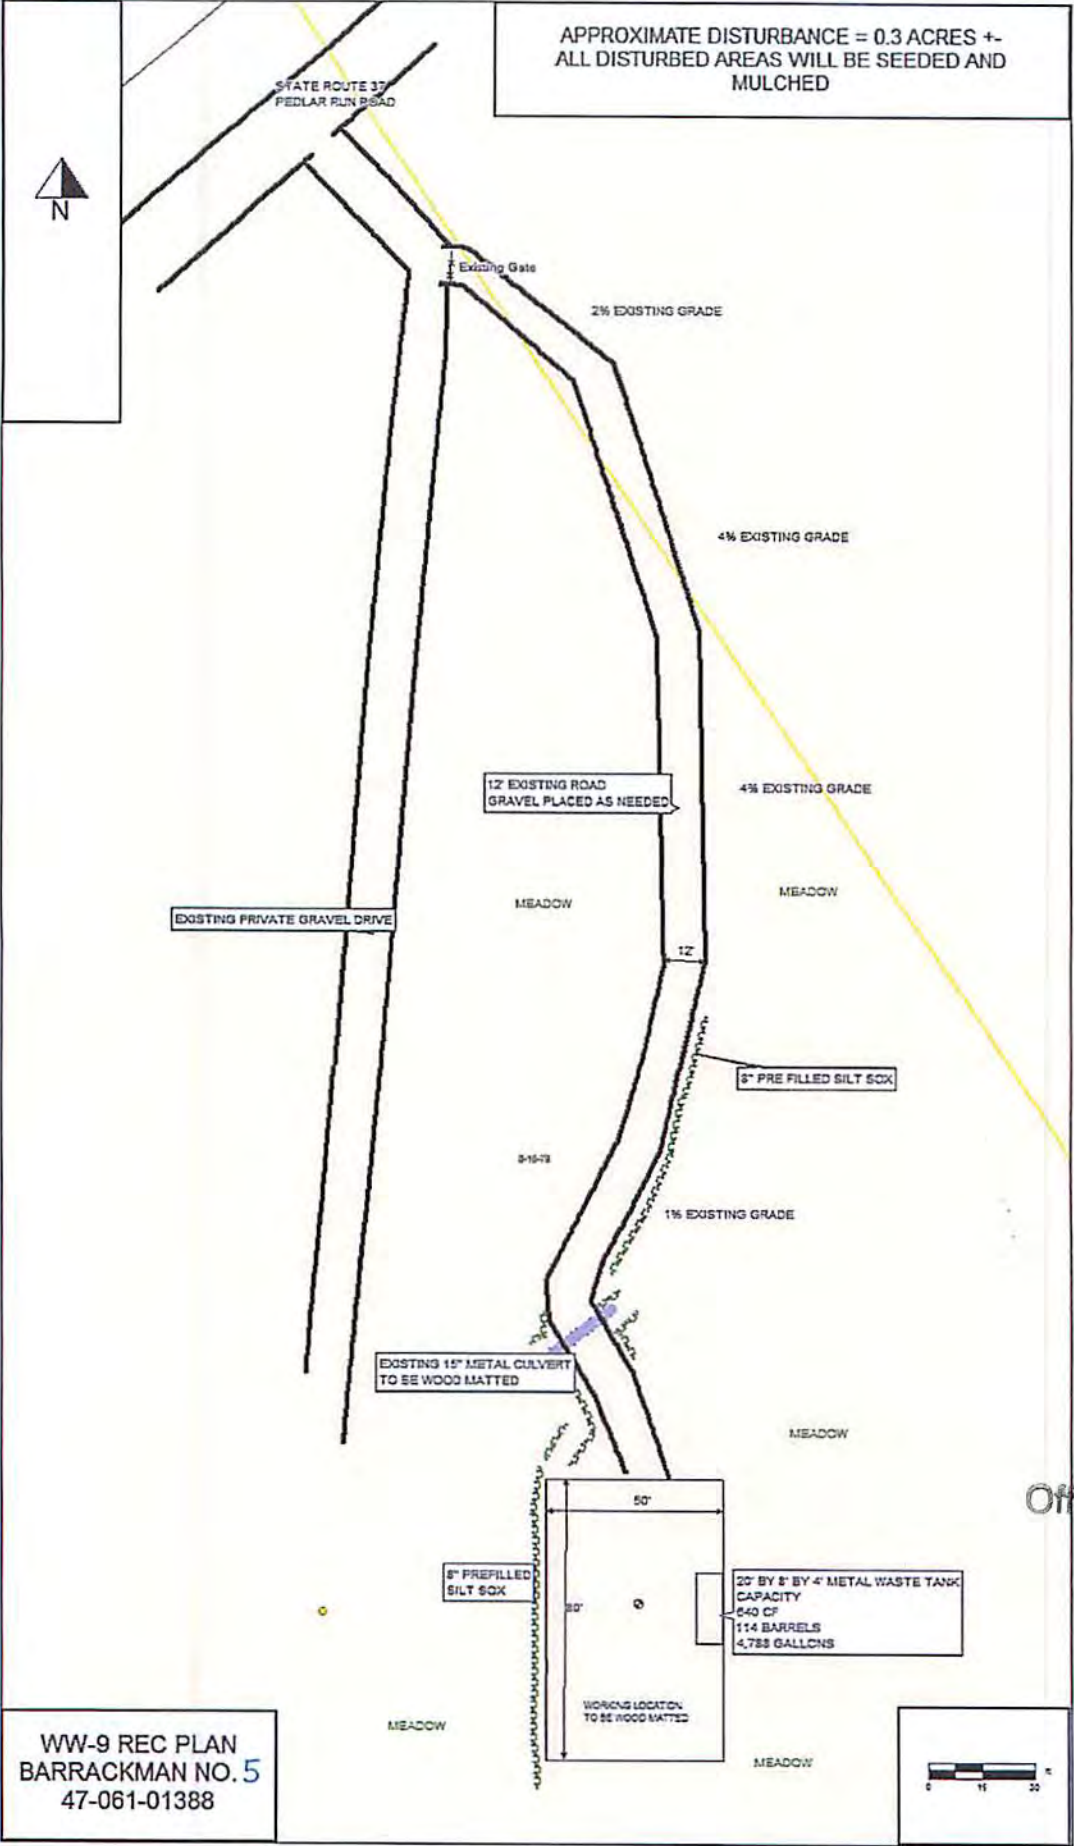 APPROXIMATE DISTURBANCE = 0.3 ACRES +-
ALL DISTURBED AREAS WILL BE SEEDED AND
MULCHED
STATE ROUTE 37
PEDLAR RUN ROAD
N
Existing Gate
2% EXISTING GRADE
4% EXISTING GRADE
12' EXISTING ROAD
GRAVEL PLACED AS NEEDED
4% EXISTING GRADE
MEADOW
MEADOW
EXISTING PRIVATE GRAVEL DRIVE
12'
8" PRE FILLED SILT SOX
1% EXISTING GRADE
EXISTING 15" METAL CULVERT
TO BE WOOD MATTED
MEADOW
Off
50'
8" PREFILLED
SILT SOX
80'
20' BY 8' BY 4' METAL WASTE TANK
CAPACITY
640 CF
114 BARRELS
4,788 GALLONS
WORKING LOCATION
TO BE WOOD MATTED
MEADOW
MEADOW
WW-9 REC PLAN
BARRACKMAN NO. 5
47-061-01388
0 15 30